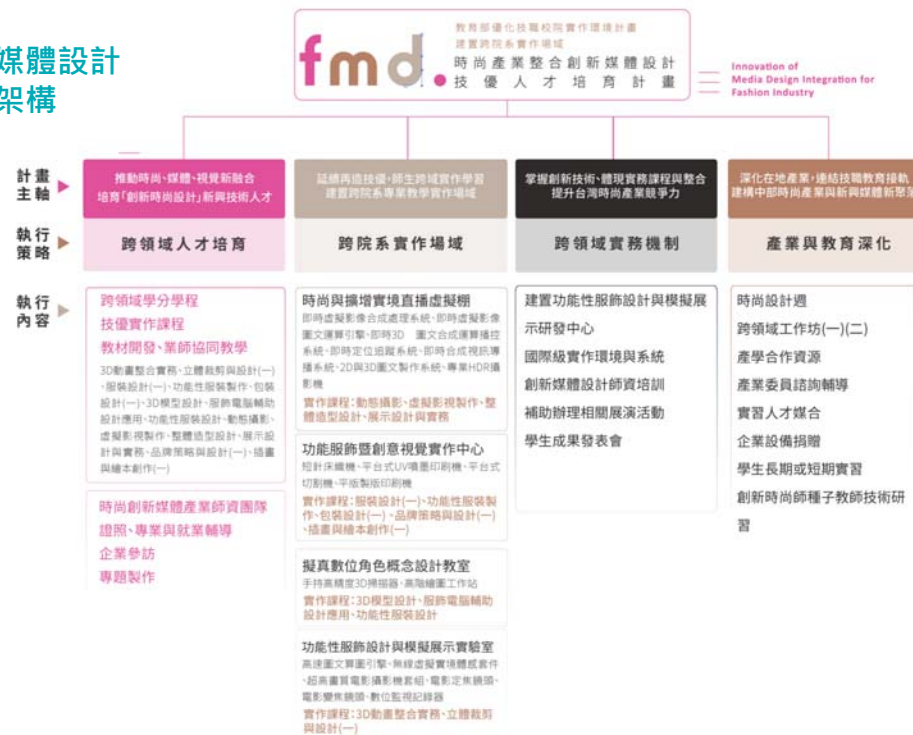 媒體設計
架構
fmd.
教育部優化技職校院實作環境計畫
建置跨院系實作場域
時尚產業整合創新媒體設計
技優人才培育計畫
Innovation of
Media Design Integration for
Fashion Industry
計畫
主軸
推動時尚、媒體、視覺新融合
培育「創新時尚設計」新興技術人才
延續再造技優,師生跨域實作學習
建置跨院系專業教學實作場域
掌握創新技術、體現實務課程與整合
提升台灣時尚產業競爭力
深化在地產業,連結技職教育接軌
建構中部時尚產業與新興媒體新聚落
執行
策略
跨領域人才培育
跨院系實作場域
跨領域實務機制
產業與教育深化
執行
內容
跨領域學分學程
技優實作課程
教材開發、業師協同教學
3D動畫整合實務、立體裁剪與設計(一)
、服裝設計(一)、功能性服裝製作、包裝
設計(一)、3D模型設計、服飾電腦輔助
設計應用、功能性服裝設計、動態攝影、
虛擬影視製作、整體造型設計、展示設
計與實務、品牌策略與設計(一)、插畫
與繪本創作(一)
時尚創新媒體產業師資團隊
證照、專業與就業輔導
企業參訪
專題製作
時尚與擴增實境直播虛擬棚
即時虛擬影像合成處理系統、即時虛擬影像
圖文運算引擎、即時3D 圖文合成運算播控
系統、即時定位追蹤系統、即時合成視訊導
播系統、2D與3D圖文製作系統、專業HDR攝
影機
實作課程:動態攝影、虛擬影視製作、整
體造型設計、展示設計與實務
功能服飾暨創意視覺實作中心
短針床織機、平台式UV噴墨印刷機、平台式
切割機、平版製版印刷機
實作課程:服裝設計(一)、功能性服裝製
作、包裝設計(一)、品牌策略與設計(一)
、插畫與繪本創作(一)
擬真數位角色概念設計教室
手持高精度3D掃描器、高階繪圖工作站
實作課程:3D模型設計、服飾電腦輔助
設計應用、功能性服裝設計
功能性服飾設計與模擬展示實驗室
高速圖文算圖引擎、無線虛擬實境體感套件
、超高畫質電影攝影機套組、電影定焦鏡頭、
電影變焦鏡頭、數位監視記錄器
實作課程:3D動畫整合實務、立體裁剪
與設計(一)
建置功能性服飾設計與模擬展
示研發中心
國際級實作環境與系統
創新媒體設計師資培訓
補助辦理相關展演活動
學生成果發表會
時尚設計週
跨領域工作坊(一)(二)
產學合作資源
產業委員諮詢輔導
實習人才媒合
企業設備捐贈
學生長期或短期實習
創新時尚師種子教師技術研
習